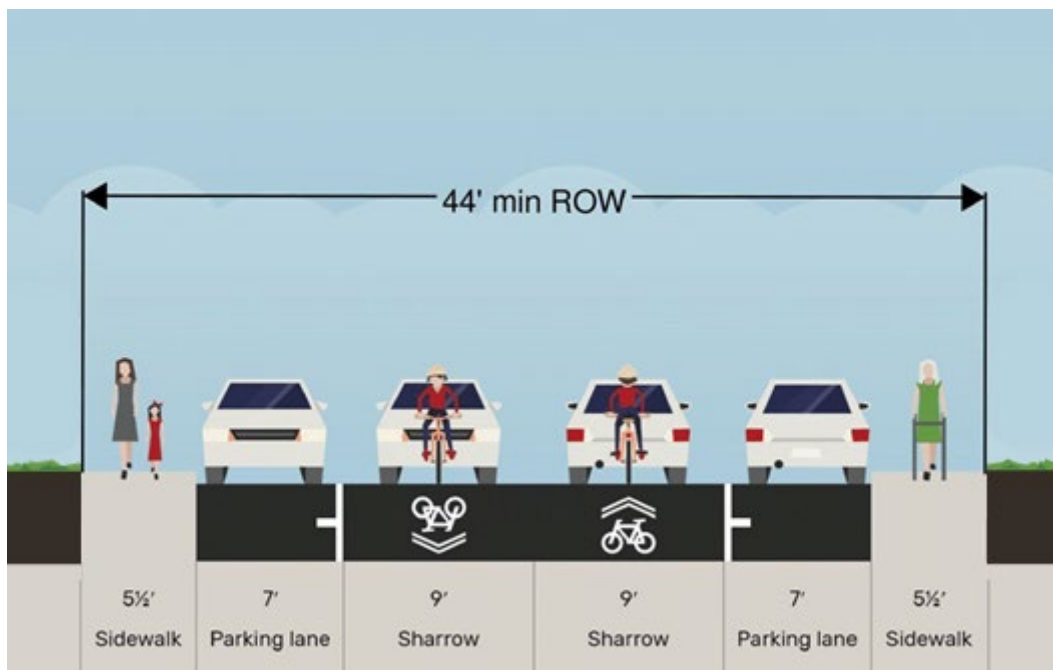 44' min ROW
5½' 7' 9' 9' 7' 5½'
Sidewalk Parking lane Sharrow Sharrow Parking lane Sidewalk